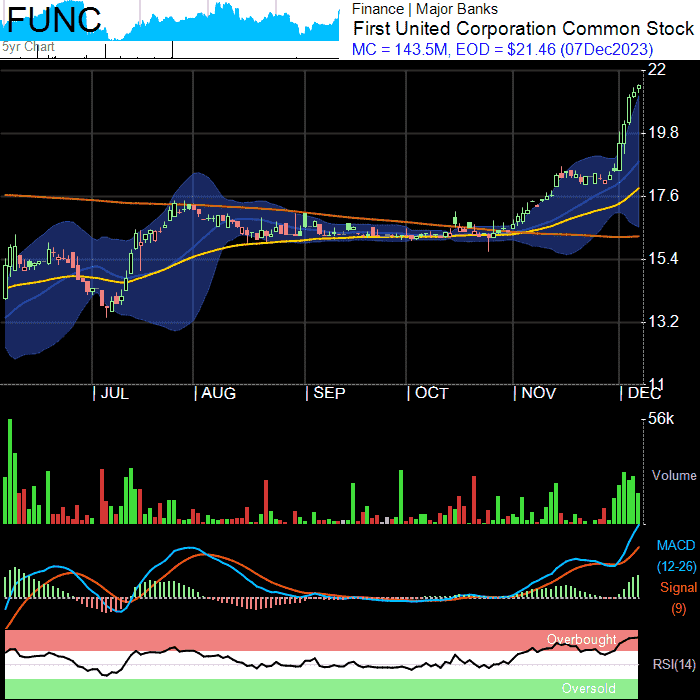 FUNC
5yr Chart
Finance | Major Banks
First United Corporation Common Stock
MC = 143.5M, EOD = $21.46 (07Dec2023)
22
19.8
17.6
15.4
13.2
11
| JUL | AUG | SEP | OCT | NOV | DEC
56k
Volume
MACD
(12-26)
Signal
(9)
Overbought
RSI(14)
Oversold